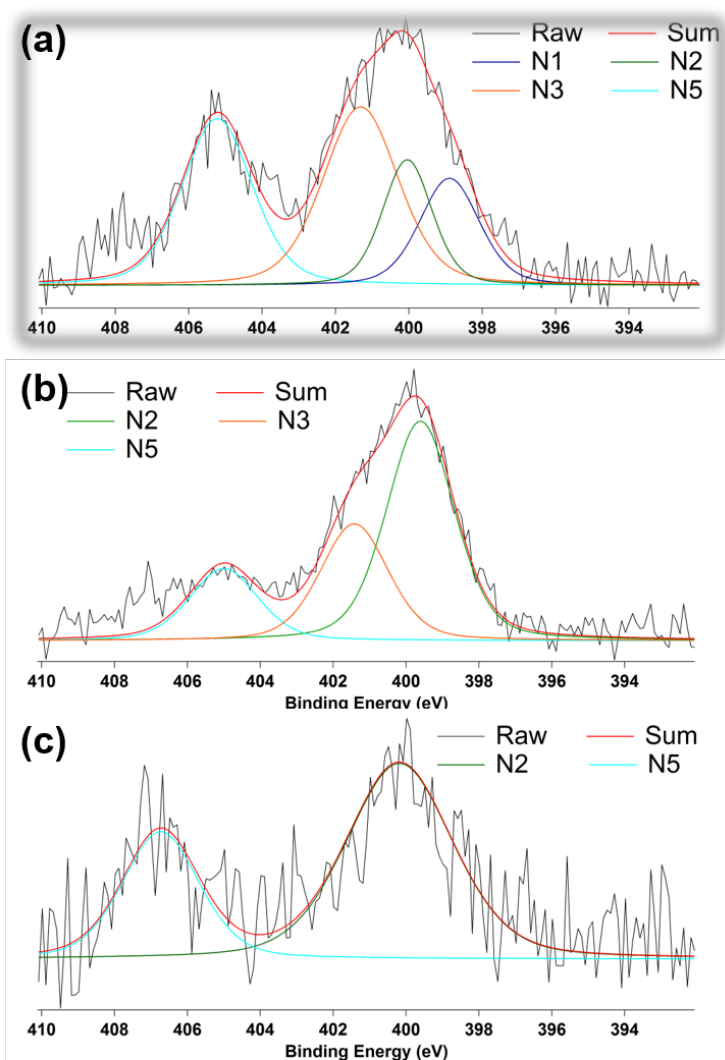 (a)
Raw Sum
N1 N2
N3 N5
410 408 406 404 402 400 398 396 394
(b)
Raw Sum
N2 N3
N5
410 408 406 404 402 400 398 396 394
Binding Energy (eV)
(c)
Raw Sum
N2 N5
410 408 406 404 402 400 398 396 394
Binding Energy (eV)